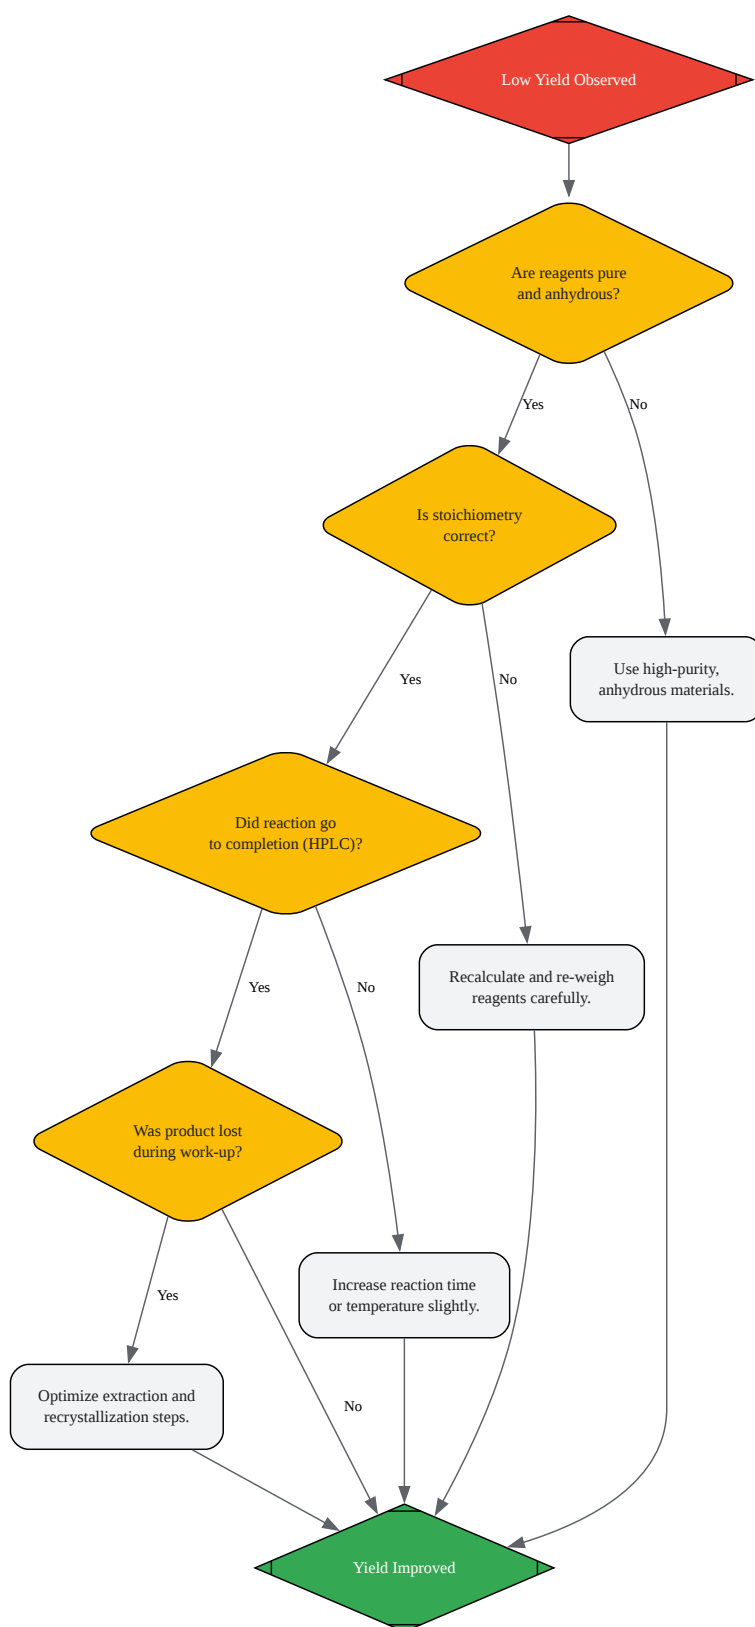 Low Yield Observed
Are reagents pure
and anhydrous?
Yes
No
Is stoichiometry
correct?
Use high-purity,
anhydrous materials.
Yes
No
Did reaction go
to completion (HPLC)?
Recalculate and re-weigh
reagents carefully.
Yes
No
Was product lost
during work-up?
Increase reaction time
or temperature slightly.
Yes
Optimize extraction and
recrystallization steps.
No
Yield Improved